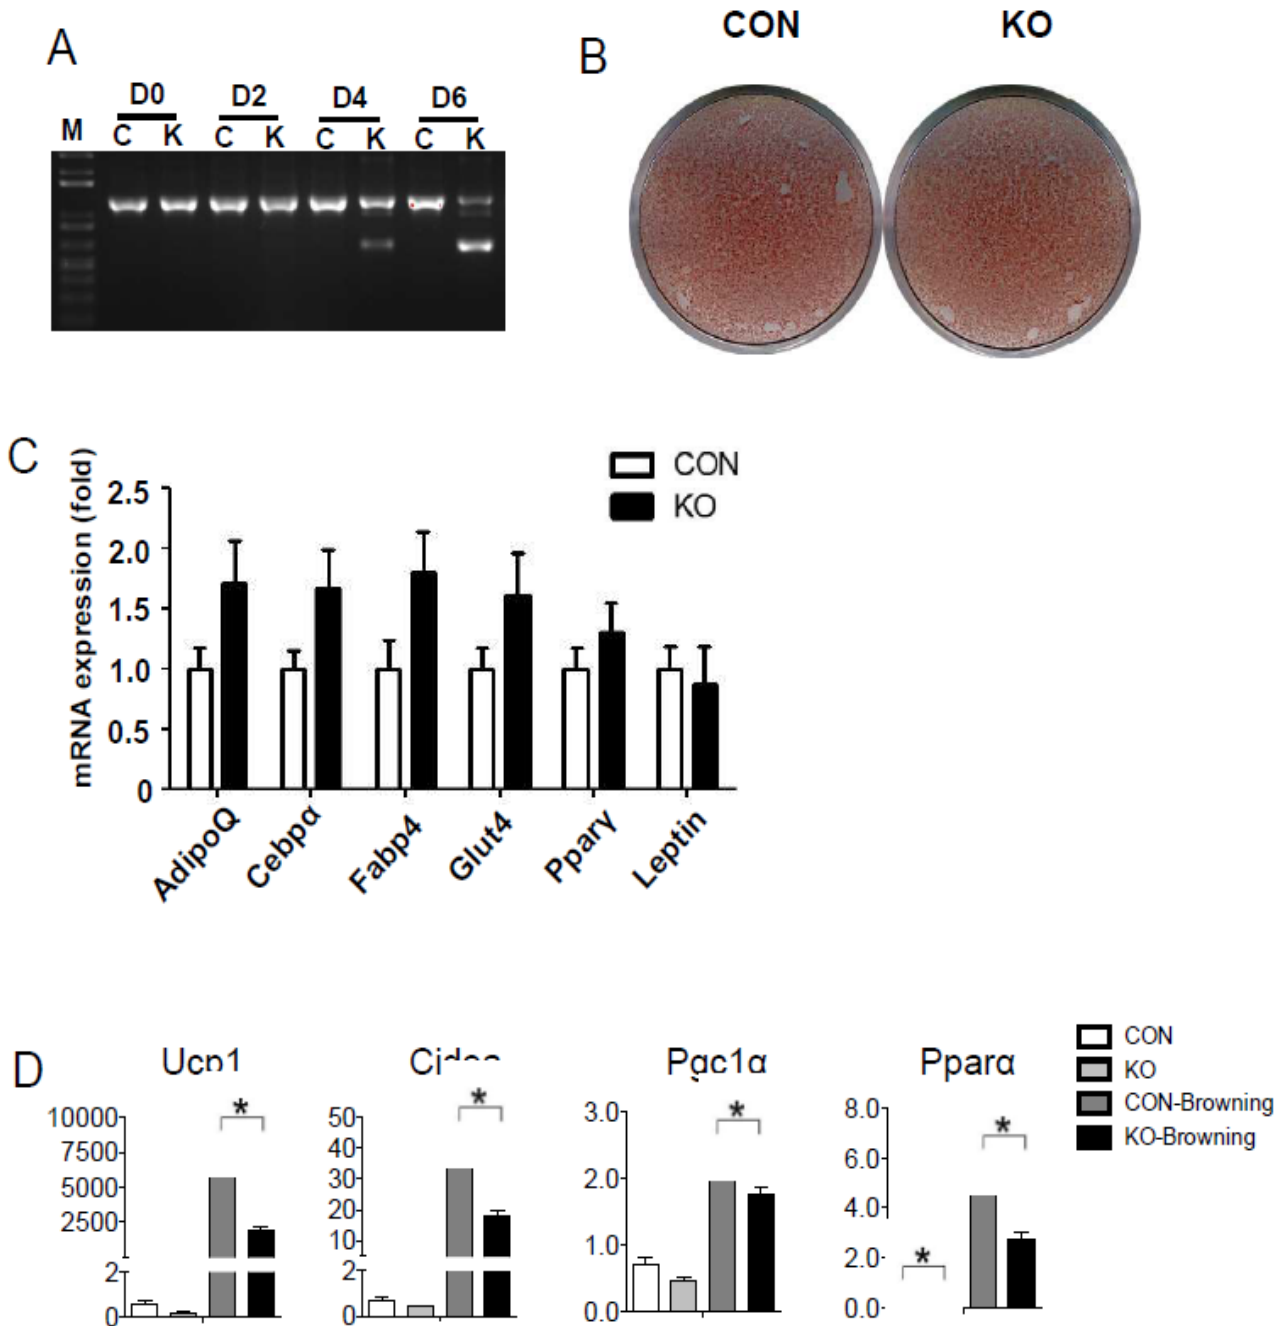 A
D0 D2 D4 D6
M C K C K C K C K
B
CON KO
C
CON
KO
mRNA expression (fold)
2.5
2.0
1.5
1.0
0.5
0
AdipoQ Cebpα Fabp4 Glut4 Pparγ Leptin
D
Ucp1 Pgc1α Pparα
CON
KO
CON-Browning
KO-Browning
10000
7500
5000
2500
2
0
*
50
40
30
20
10
2
0
*
3.0
2.0
1.0
0.0
*
8.0
6.0
4.0
2.0
0.0
*
*